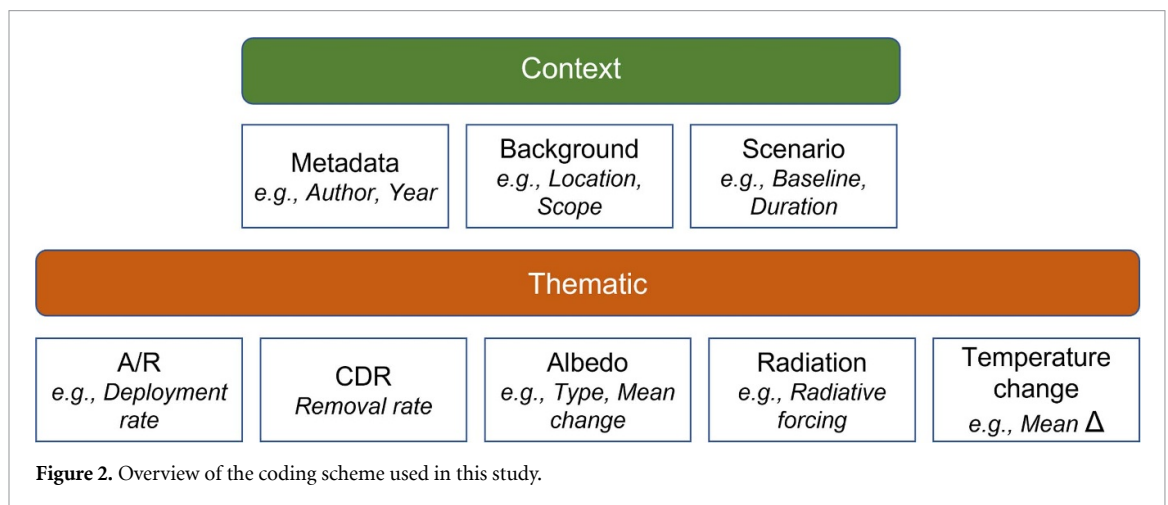 Context
Metadata
e.g., Author, Year
Background
e.g., Location,
Scope
Scenario
e.g., Baseline,
Duration
Thematic
A/R
e.g., Deployment
rate
CDR
Removal rate
Albedo
e.g., Type, Mean
change
Radiation
e.g., Radiative
forcing
Temperature
change
e.g., Mean Δ
Figure 2. Overview of the coding scheme used in this study.